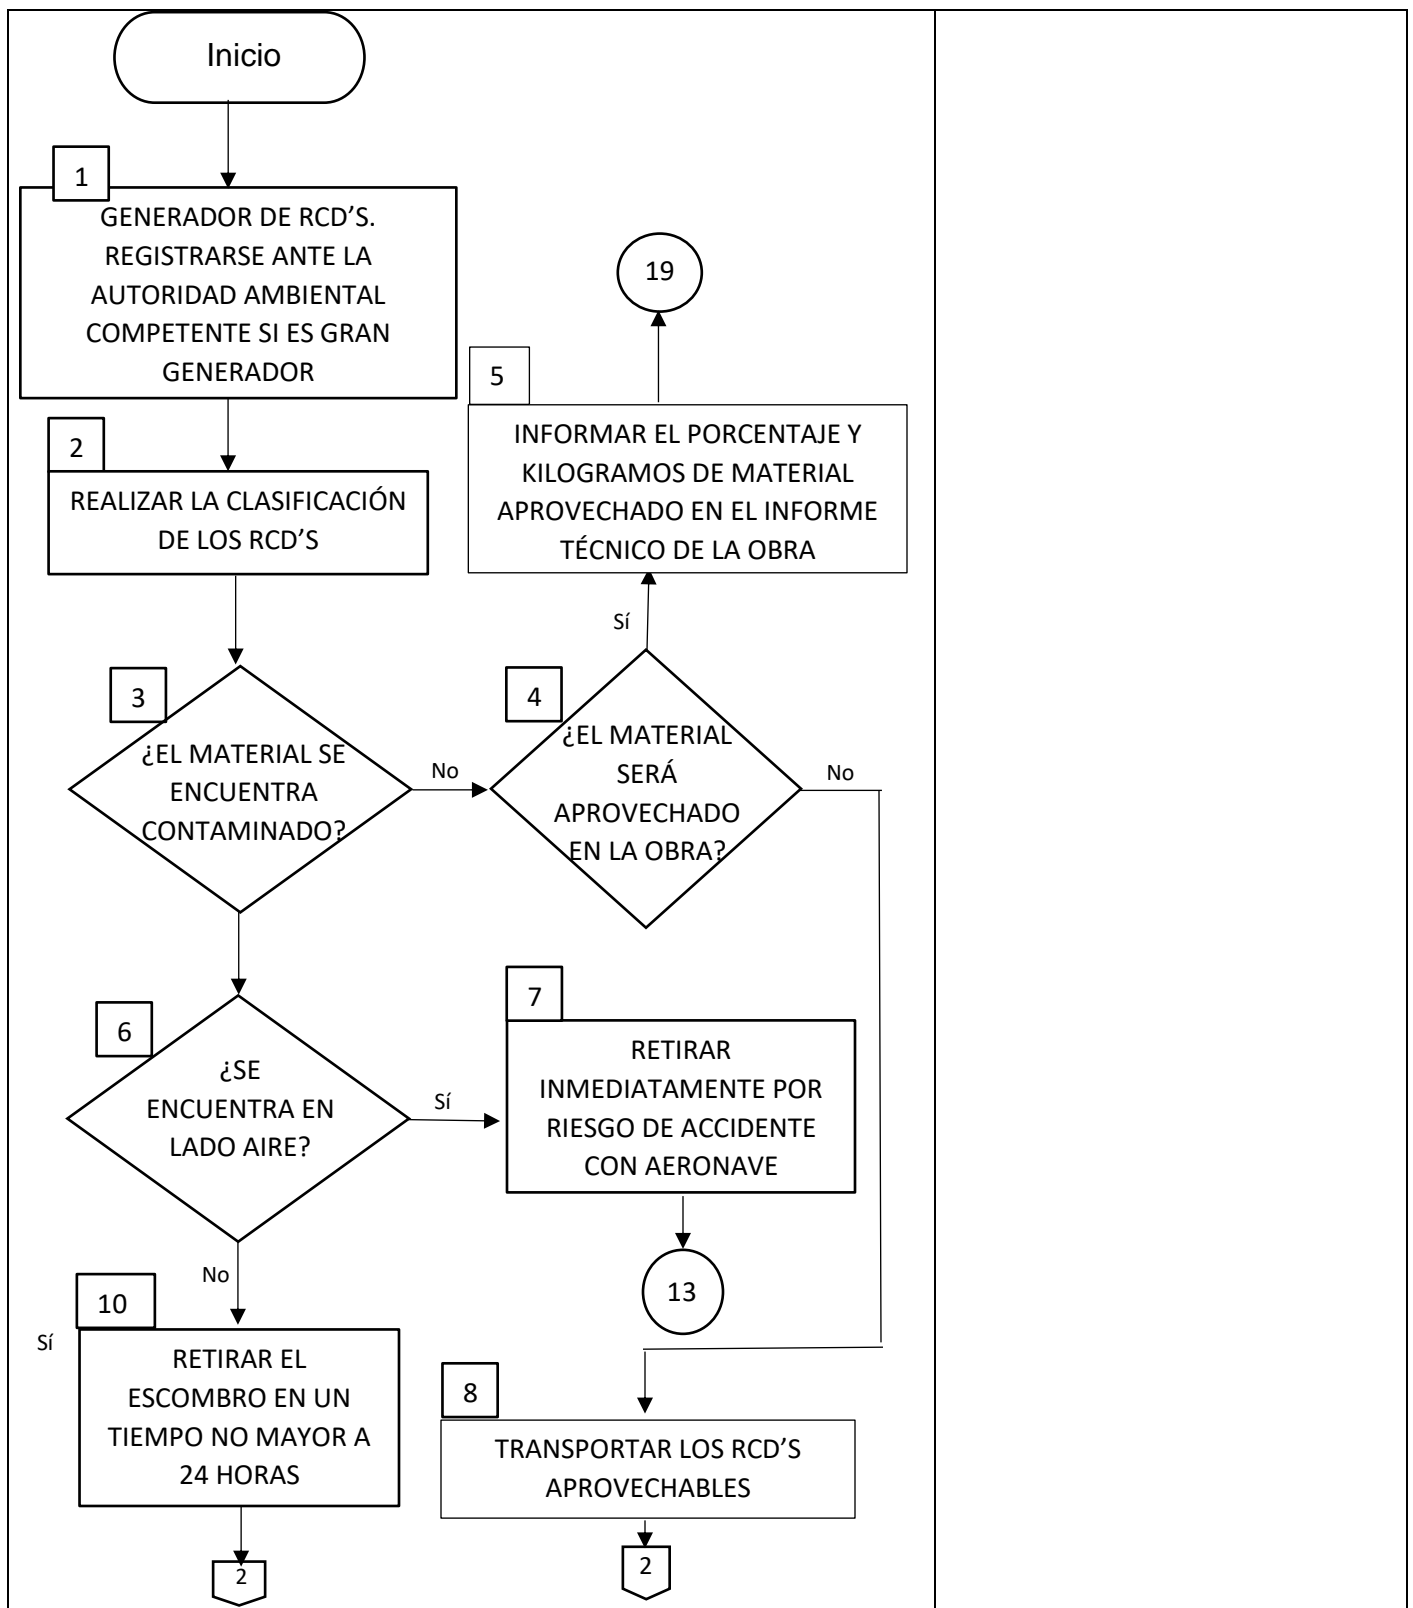 Inicio
1
GENERADOR DE RCD’S.
REGISTRARSE ANTE LA
AUTORIDAD AMBIENTAL
COMPETENTE SI ES GRAN
GENERADOR
2
REALIZAR LA CLASIFICACIÓN
DE LOS RCD’S
19
5
INFORMAR EL PORCENTAJE Y
KILOGRAMOS DE MATERIAL
APROVECHADO EN EL INFORME
TÉCNICO DE LA OBRA
Sí
3
¿EL MATERIAL SE
ENCUENTRA
CONTAMINADO?
No
4
¿EL MATERIAL
SERÁ
APROVECHADO
EN LA OBRA?
No
6
¿SE
ENCUENTRA EN
LADO AIRE?
Sí
7
RETIRAR
INMEDIATAMENTE POR
RIESGO DE ACCIDENTE
CON AERONAVE
13
No
10
Sí
RETIRAR EL
ESCOMBRO EN UN
TIEMPO NO MAYOR A
24 HORAS
2
8
TRANSPORTAR LOS RCD’S
APROVECHABLES
2